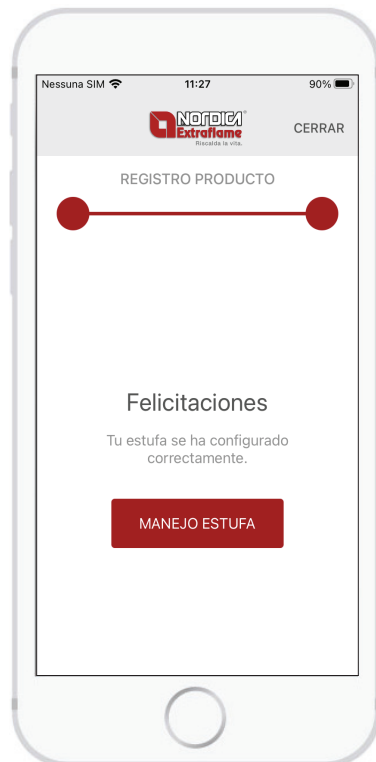 Nessuna SIM 11:27 90%
NORDICA®
Extraflame
Riscalda la vita.
CERRAR
REGISTRO PRODUCTO
Felicitaciones
Tu estufa se ha configurado
correctamente.
MANEJO ESTUFA